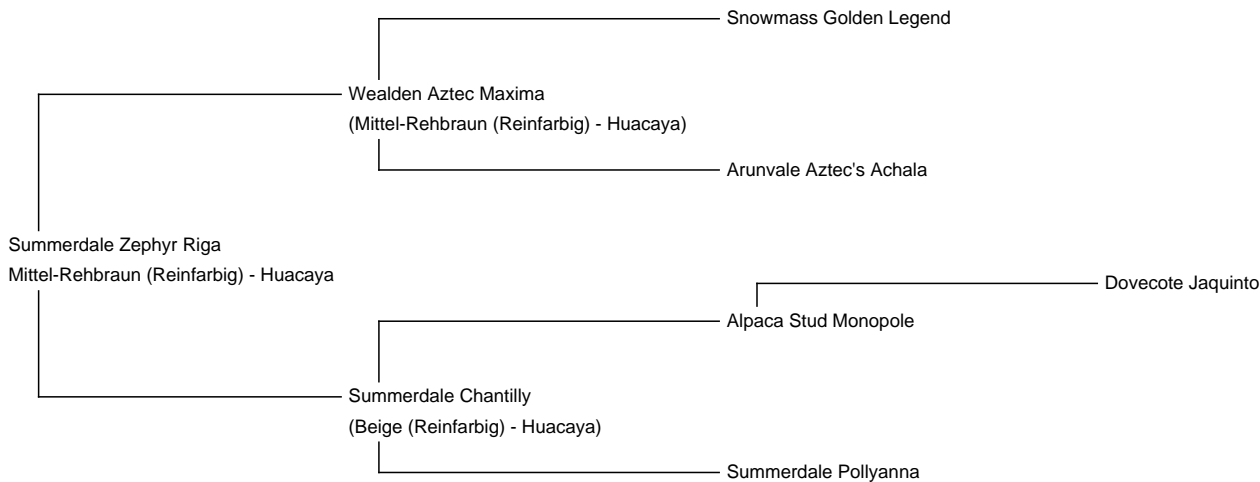 Snowmass Golden Legend
Wealden Aztec Maxima
(Mittel-Rehbraun (Reinfarbig) - Huacaya)
Arunvale Aztec's Achala
Summerdale Zephyr Riga
Mittel-Rehbraun (Reinfarbig) - Huacaya
Dovecote Jaquinto
Alpaca Stud Monopole
Summerdale Chantilly
(Beige (Reinfarbig) - Huacaya)
Summerdale Pollyanna